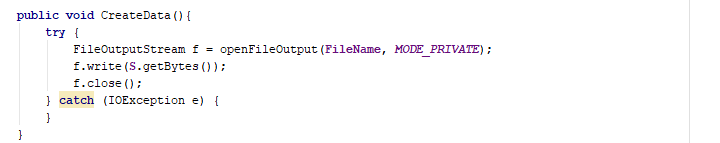 public void CreateData(){
    try {
        FileOutputStream f = openFileOutput(FileName, MODE_PRIVATE);
        f.write(S.getBytes());
        f.close();
    } catch (IOException e) {
    }
}